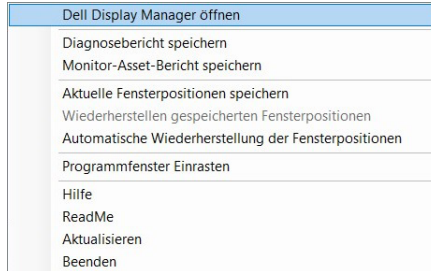 Dell Display Manager öffnen
Diagnosebericht speichern
Monitor-Asset-Bericht speichern
Aktuelle Fensterpositionen speichern
Wiederherstellen gespeicherten Fensterpositionen
Automatische Wiederherstellung der Fensterpositionen
Programmfenster Einrasten
Hilfe
ReadMe
Aktualisieren
Beenden